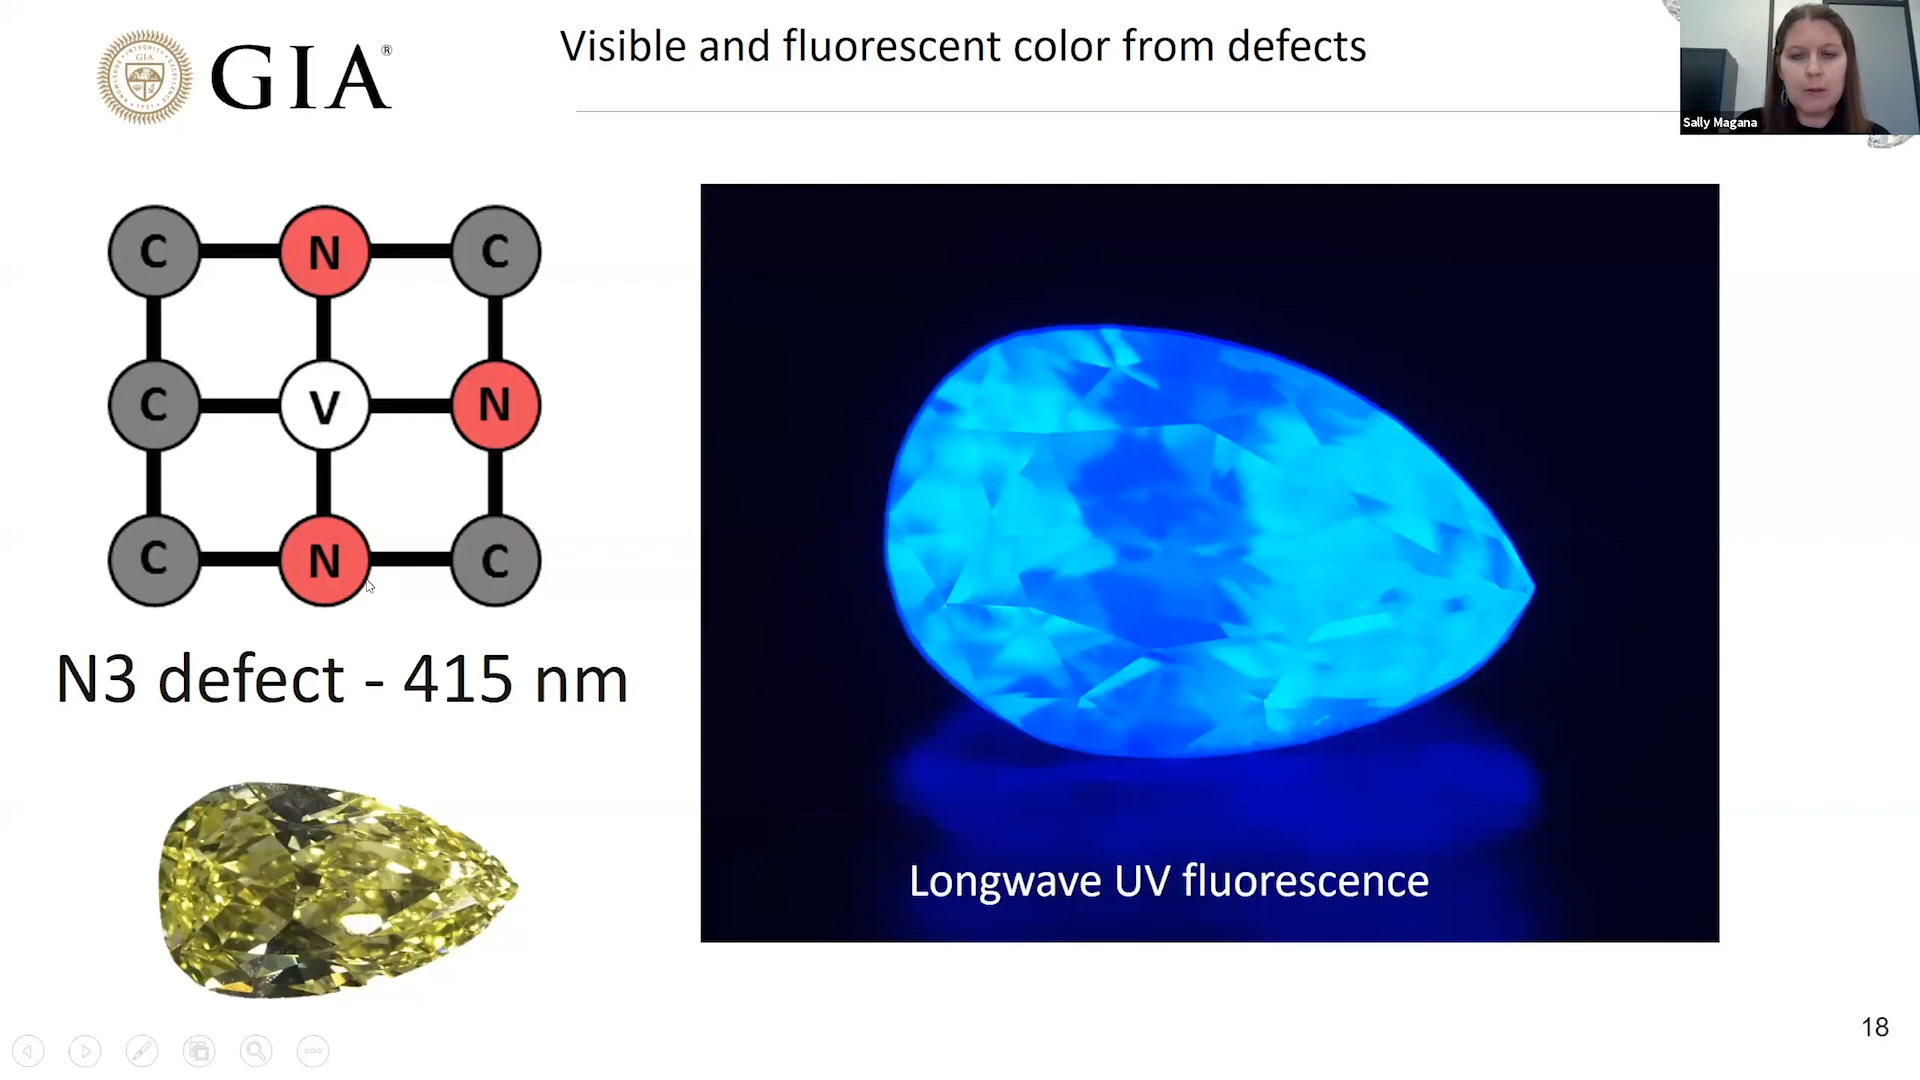 GIA®
Visible and fluorescent color from defects
Sally Magana
C N C
C V N
C N C
N3 defect - 415 nm
Longwave UV fluorescence
18